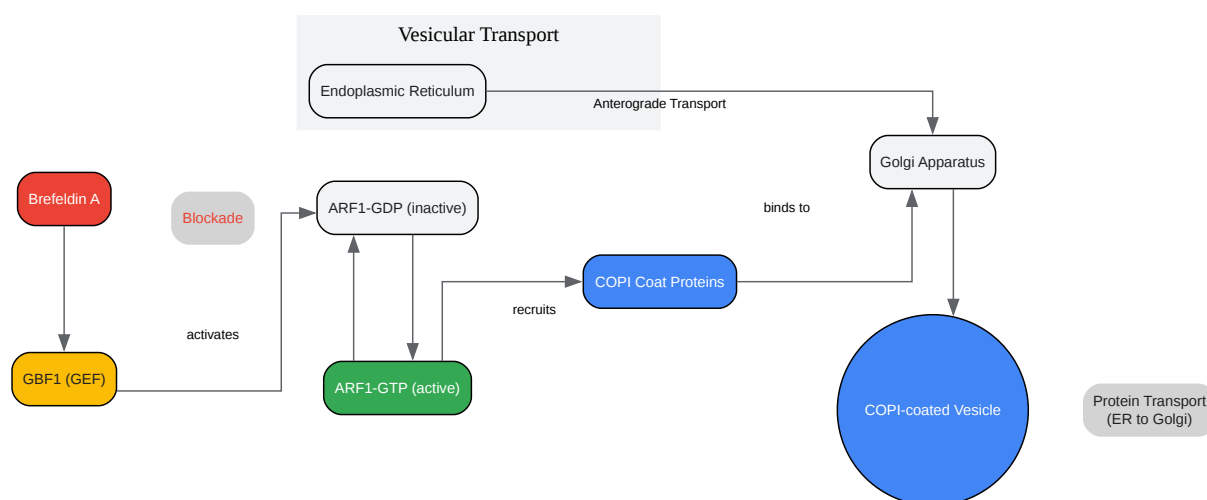 Vesicular Transport
Endoplasmic Reticulum
Anterograde Transport
Golgi Apparatus
Brefeldin A
Blockade
ARF1-GDP (inactive)
binds to
COPI Coat Proteins
recruits
activates
GBF1 (GEF)
ARF1-GTP (active)
COPI-coated Vesicle
Protein Transport
(ER to Golgi)